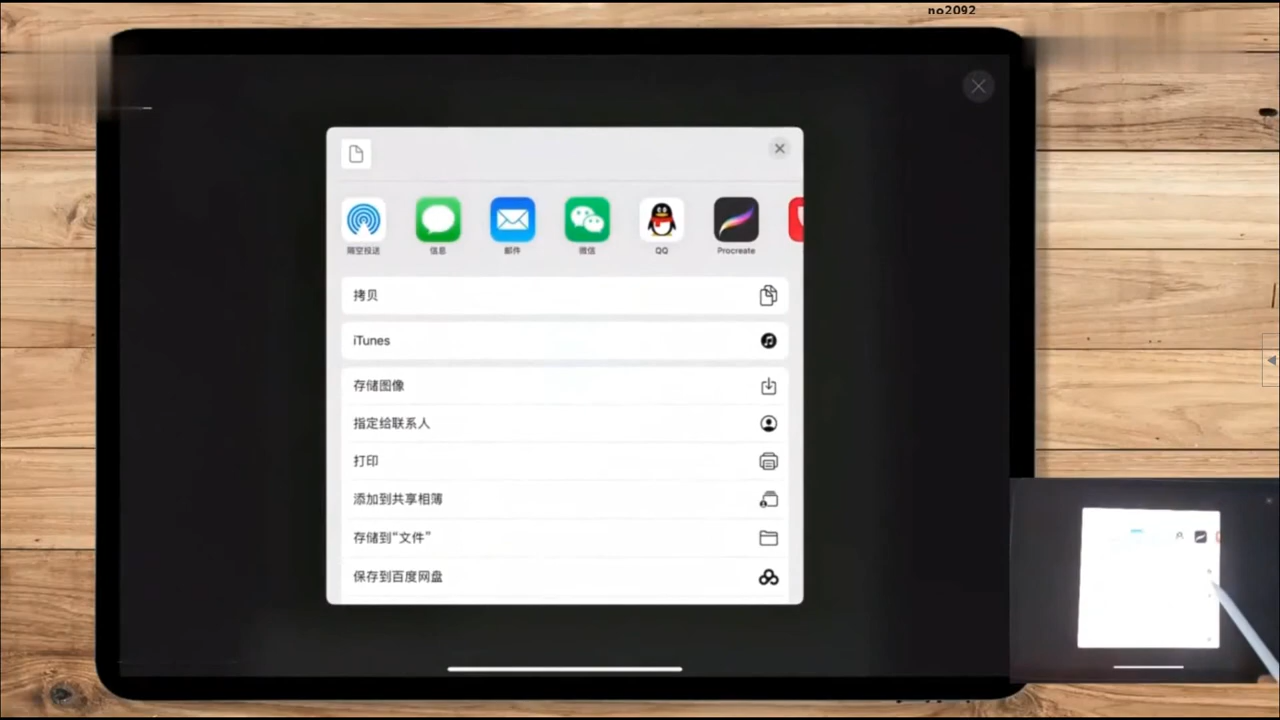 no2092
隔空投送
信息
邮件
微信
QQ
Procreate
拷贝
iTunes
存储图像
指定给联系人
打印
添加到共享相薄
存储到“文件”
保存到百度网盘